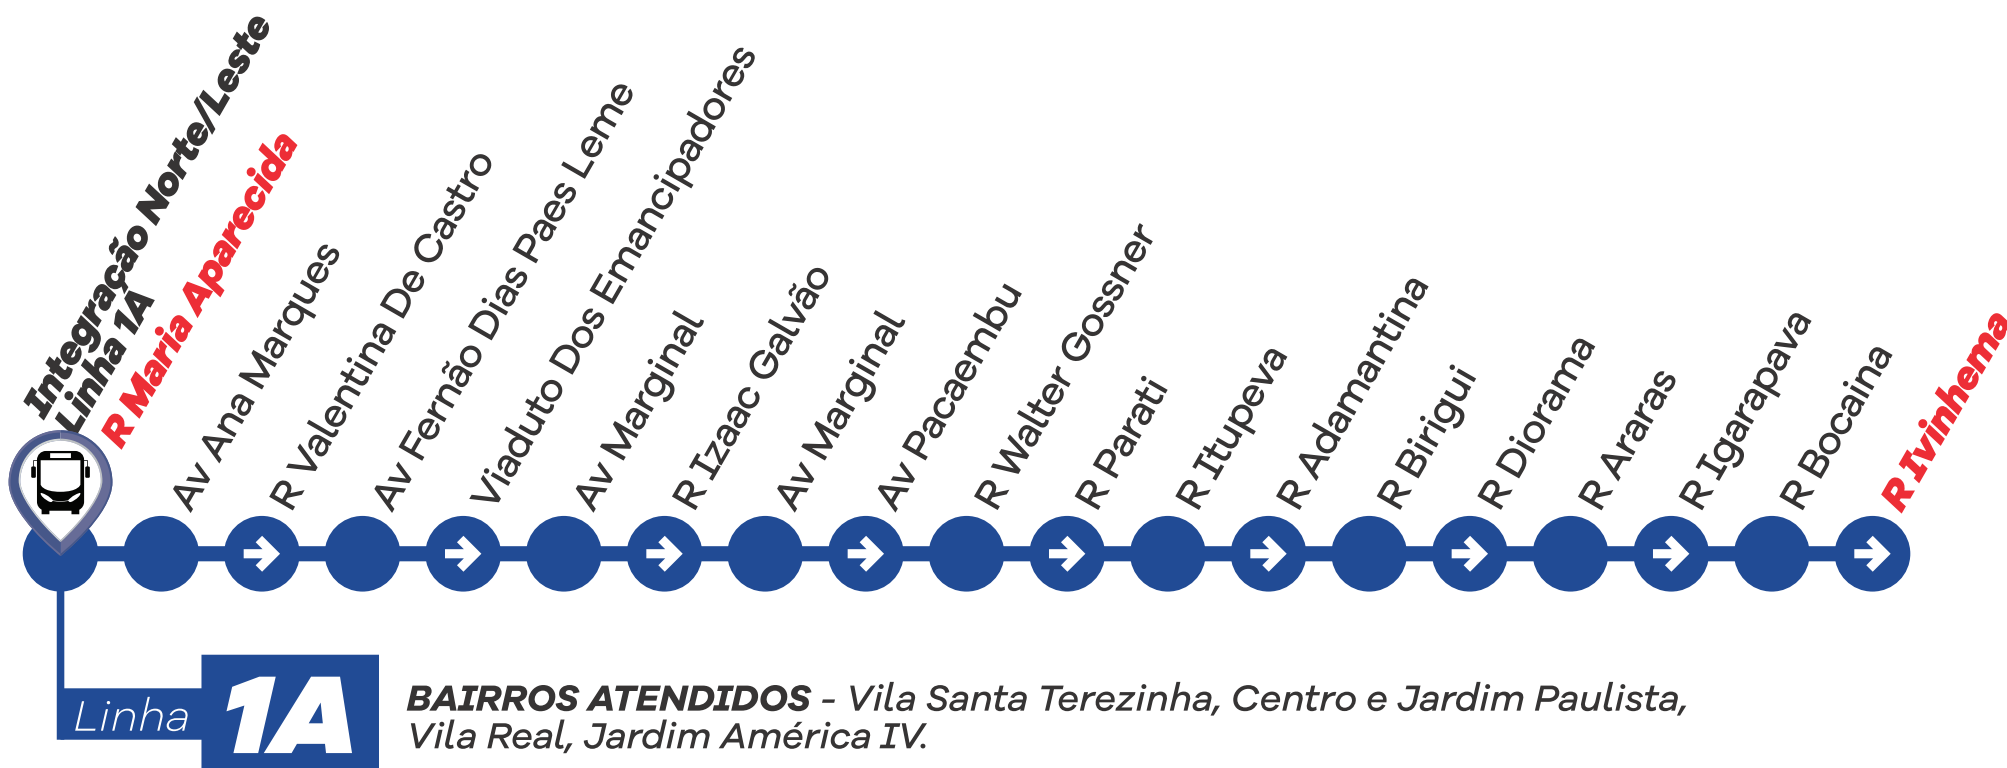 Integração Norte/Leste
Linha 1A
R Maria Aparecida
Av Ana Marques
R Valentina De Castro
Av Fernão Dias Paes Leme
Viaduto Dos Emancipadores
Av Marginal
R Izaac Galvão
Av Marginal
Av Pacaembu
R Walter Gossner
R Parati
R Itupeva
R Adamantina
R Birigui
R Diorama
R Araras
R Igarapava
R Bocaina
R Ivinhema
Linha 1A
BAIRROS ATENDIDOS - Vila Santa Terezinha, Centro e Jardim Paulista,
Vila Real, Jardim América IV.